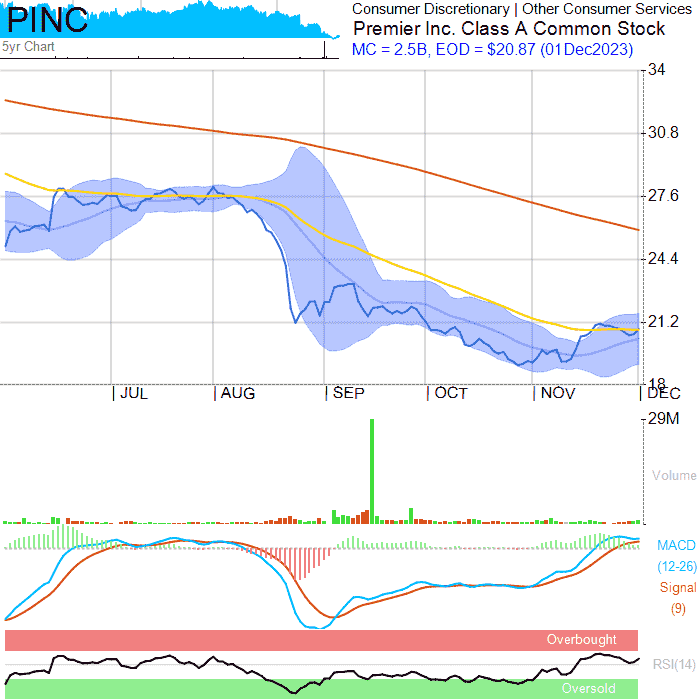 PINC
5yr Chart
Consumer Discretionary | Other Consumer Services
Premier Inc. Class A Common Stock
MC = 2.5B, EOD = $20.87 (01Dec2023)
34
30.8
27.6
24.4
21.2
18
JUL
AUG
SEP
OCT
NOV
DEC
29M
Volume
MACD
(12-26)
Signal
(9)
Overbought
RSI(14)
Oversold